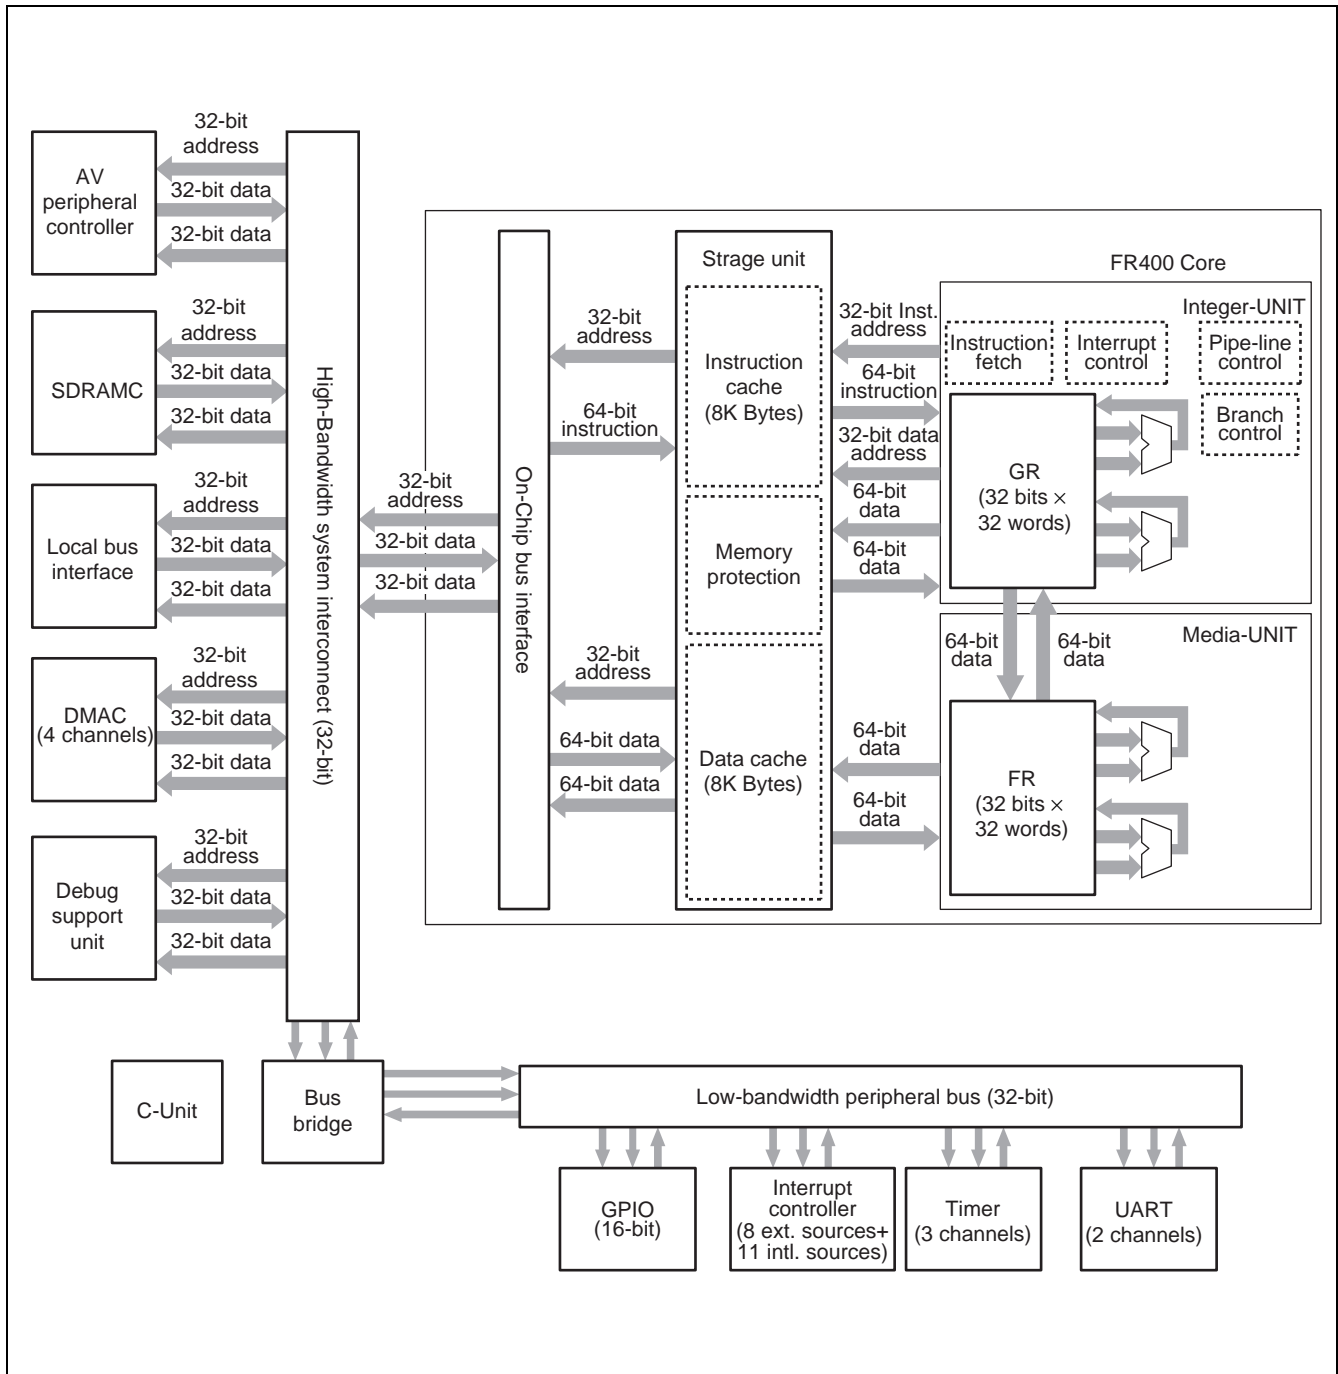 32-bit
address
AV
peripheral
controller
32-bit data
32-bit data
32-bit
address
SDRAMC
32-bit data
32-bit data
32-bit
address
Local bus
interface
32-bit data
32-bit data
32-bit
address
DMAC
(4 channels)
32-bit data
32-bit data
32-bit
address
Debug
support
unit
32-bit data
32-bit data
High-Bandwidth system interconnect (32-bit)
32-bit
address
32-bit data
32-bit data
On-Chip bus interface
32-bit
address
64-bit
instruction
32-bit
address
64-bit data
64-bit data
Strage unit
Instruction
cache
(8K Bytes)
Memory
protection
Data cache
(8K Bytes)
32-bit Inst.
address
64-bit
instruction
32-bit data
address
64-bit
data
64-bit
data
64-bit
data
64-bit
data
FR400 Core
Integer-UNIT
Instruction
fetch
Interrupt
control
Pipe-line
control
Branch
control
GR
(32 bits ×
32 words)
Media-UNIT
64-bit
data
64-bit
data
FR
(32 bits ×
32 words)
C-Unit
Bus
bridge
Low-bandwidth peripheral bus (32-bit)
GPIO
(16-bit)
Interrupt
controller
(8 ext. sources+
11 intl. sources)
Timer
(3 channels)
UART
(2 channels)